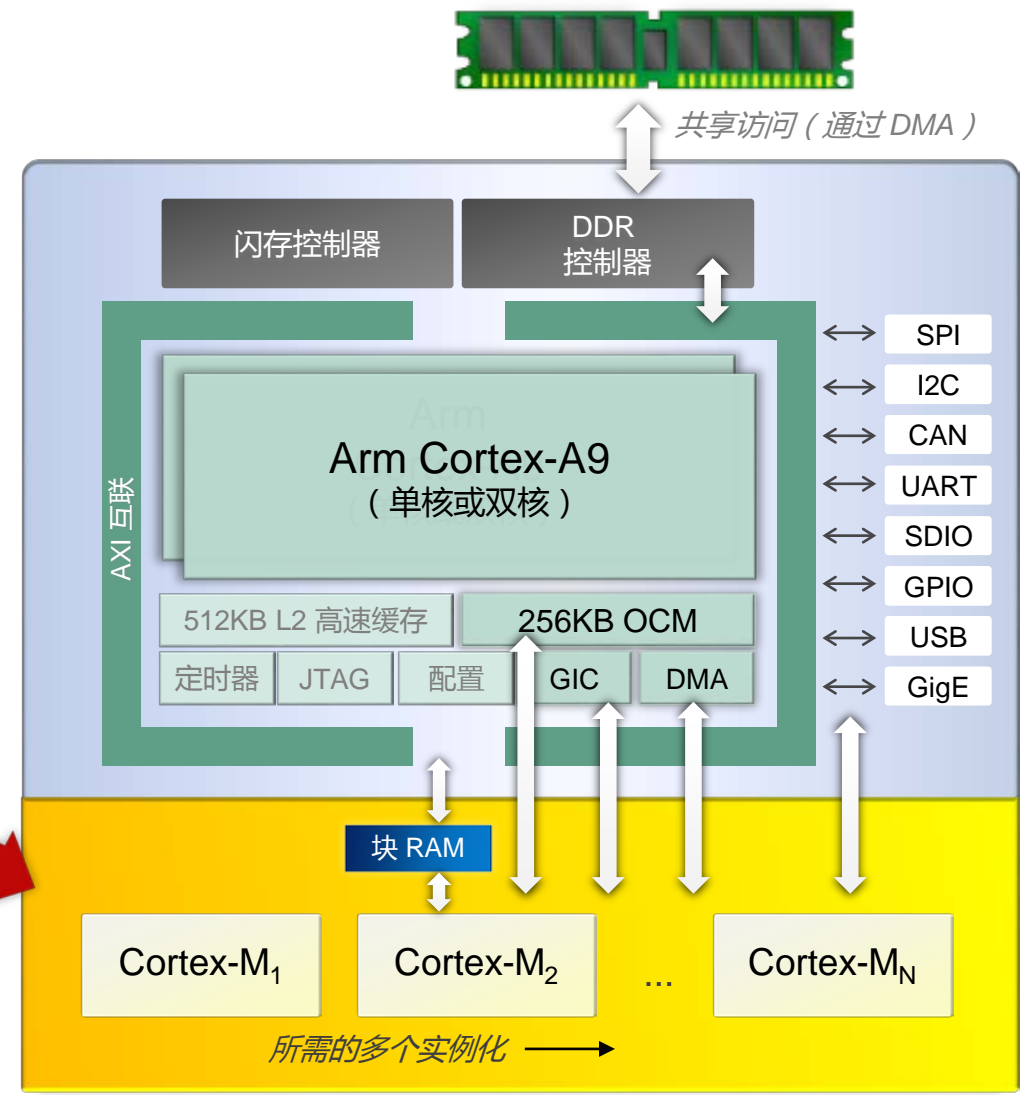 共享访问（通过 DMA）
闪存控制器
DDR
控制器
AXI 互联
Arm
Arm Cortex-A9
（单核或双核）
512KB L2 高速缓存
256KB OCM
定时器
JTAG
配置
GIC
DMA
SPI
I2C
CAN
UART
SDIO
GPIO
USB
GigE
块 RAM
Cortex-M1
Cortex-M2
...
Cortex-MN
所需的多个实例化